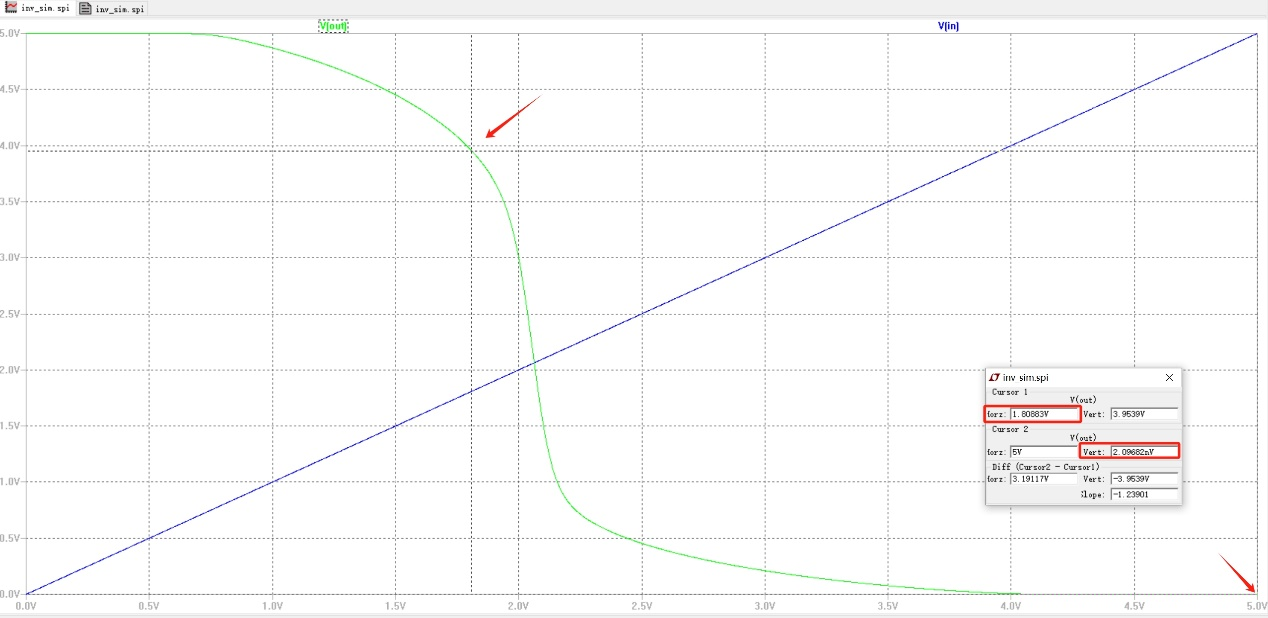 inv_sim.spi inv_sim.spi
V(out) V(in)
5.0V
4.5V
4.0V
3.5V
3.0V
2.5V
2.0V
1.5V
1.0V
0.5V
0.0V
0.0V 0.5V 1.0V 1.5V 2.0V 2.5V 3.0V 3.5V 4.0V 4.5V 5.0V
inv_sim.spi
Cursor 1
V(out)
Horz: 1.80883V Vert: 3.9539V
Cursor 2
V(out)
Horz: 5V Vert: 2.09682nV
Diff (Cursor2 - Cursor1)
Horz: 3.19117V Vert: -3.9539V
Slope: -1.23901